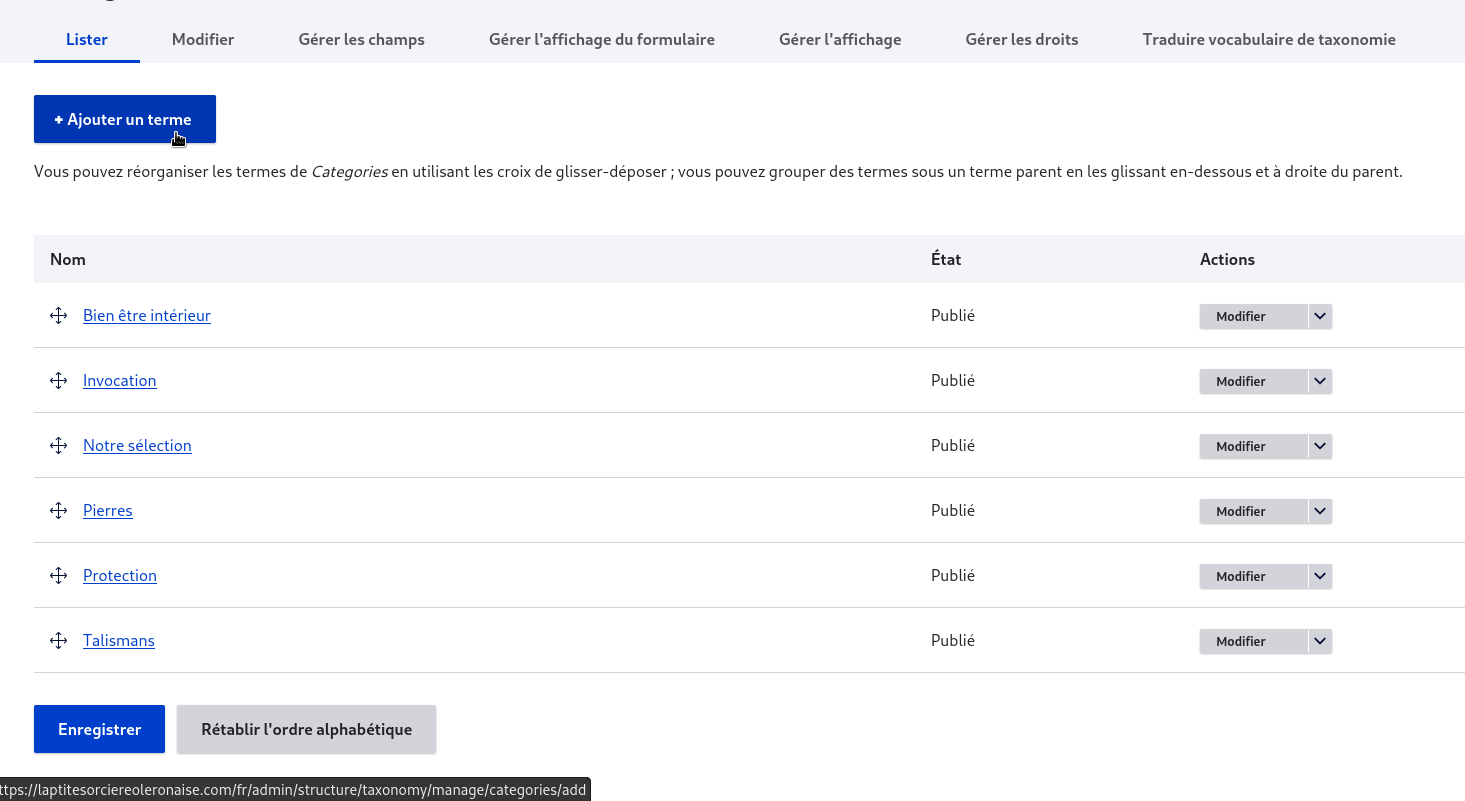 Lister Modifier Gérer les champs Gérer l'affichage du formulaire Gérer l'affichage Gérer les droits Traduire vocabulaire de taxonomie
+ Ajouter un terme
Vous pouvez réorganiser les termes de Categories en utilisant les croix de glisser-déposer ; vous pouvez grouper des termes sous un terme parent en les glissant en-dessous et à droite du parent.
Nom État Actions
Bien être intérieur Publié Modifier
Invocation Publié Modifier
Notre sélection Publié Modifier
Pierres Publié Modifier
Protection Publié Modifier
Talismans Publié Modifier
Enregistrer Rétablir l'ordre alphabétique
ttps://laptitesorciereoleronaise.com/fr/admin/structure/taxonomy/manage/categories/add